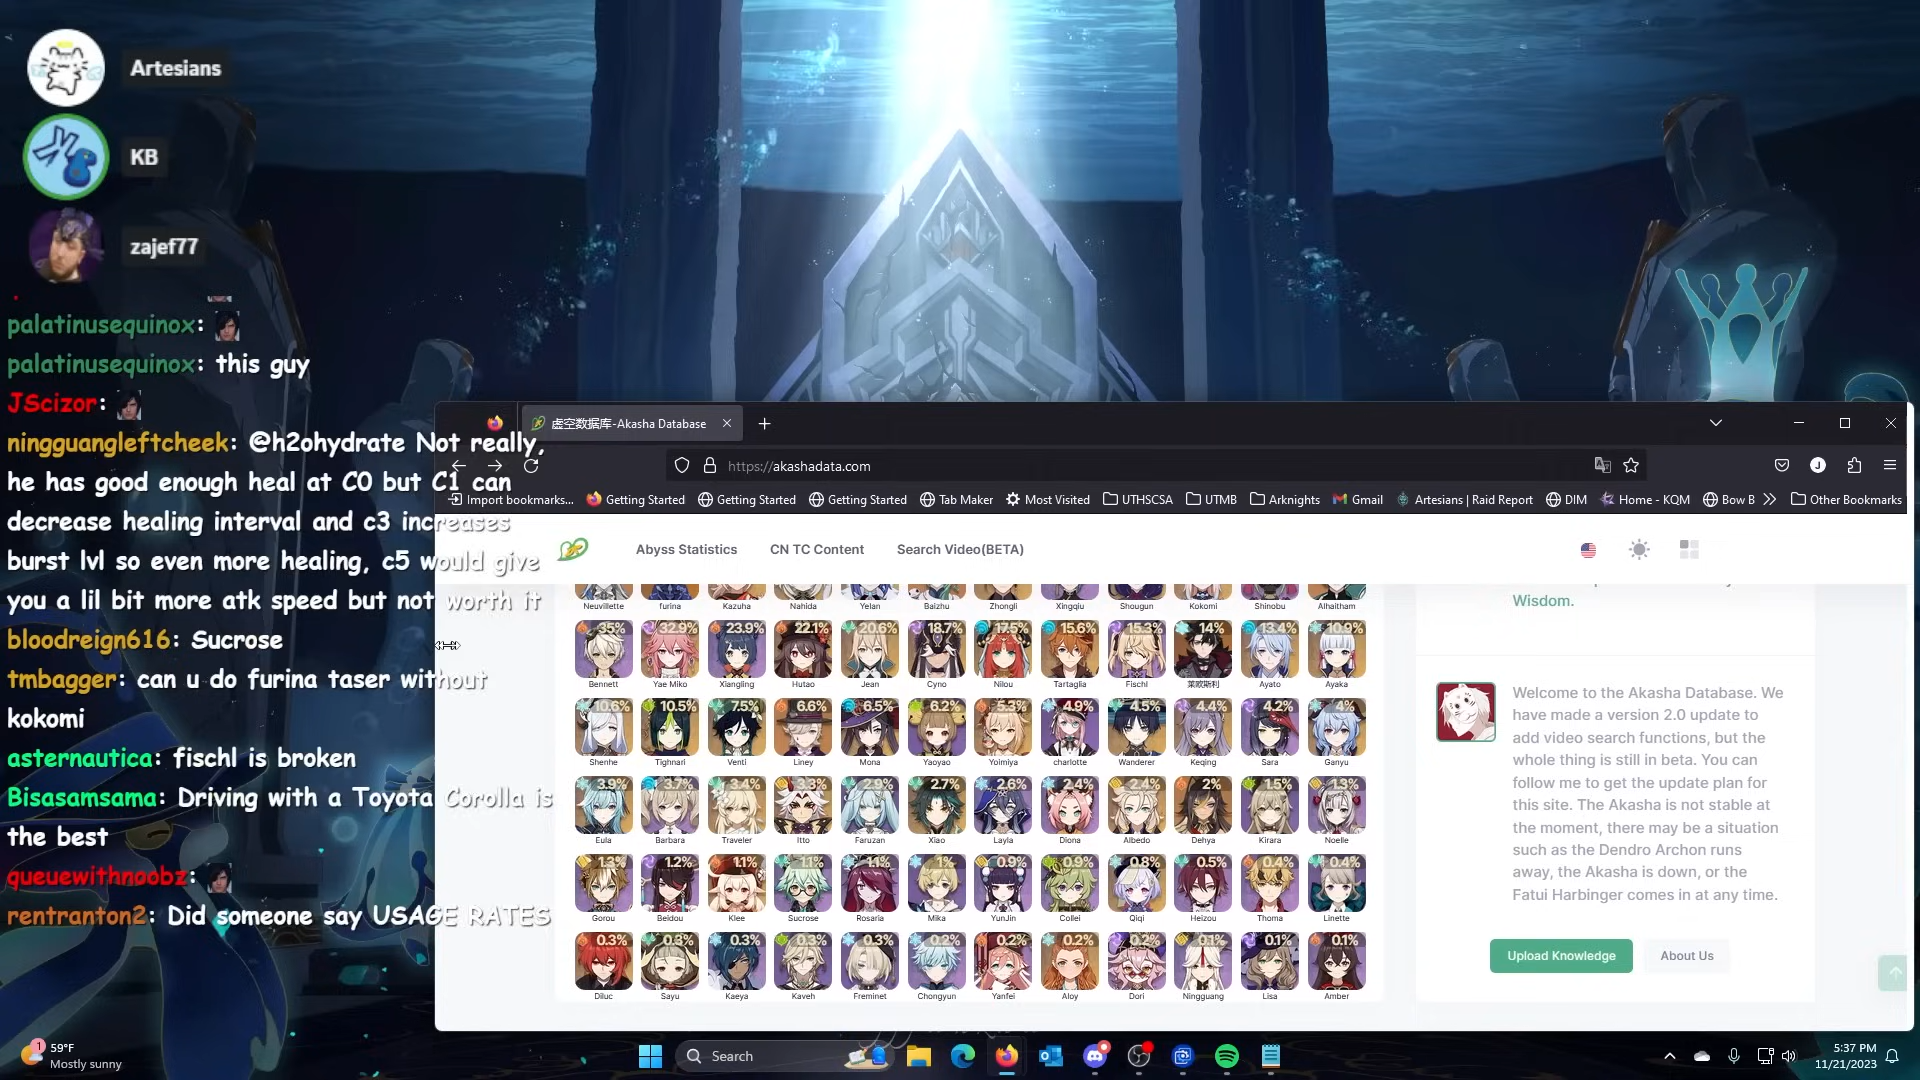 Artesians
KB
zajef77
palatinusequinox:
palatinusequinox: this guy
JScizor:
ningguangleftcheek: @h2ohydrate Not really,
he has good enough heal at C0 but C1 can
decrease healing interval and c3 increases
burst lvl so even more healing, c5 would give
you a lil bit more atk speed but not worth it
bloodreign616: Sucrose
tmbagger: can u do furina taser without
kokomi
asternautica: fischl is broken
Bisasamsama: Driving with a Toyota Corolla is
the best
queuewithnoobz:
rentranton2: Did someone say USAGE RATES
虚空数据库-Akasha Database
https://akashadata.com
J
Import bookmarks... Getting Started Getting Started Getting Started Tab Maker Most Visited UTHSCSA UTMB Arknights Gmail Artesians | Raid Report DIM Home - KQM Bow B Other Bookmarks
Abyss Statistics CN TC Content Search Video(BETA)
Neuvillette furina Kazuha Nahida Yelan Baizhu Zhongli Xingqiu Shougun Kokomi Shinobu Alhaitham
35% 32.9% 23.9% 22.1% 20.6% 18.7% 17.5% 15.6% 15.3% 14% 13.4% 10.9%
Bennett Yae Miko Xiangling Hutao Jean Cyno Nilou Tartaglia Fischl 莱欧斯利 Ayato Ayaka
10.6% 10.5% 7.5% 6.6% 6.5% 6.2% 5.3% 4.9% 4.5% 4.4% 4.2% 4%
Shenhe Tighnari Venti Liney Mona Yaoyao Yoimiya charlotte Wanderer Keqing Sara Ganyu
3.9% 3.7% 3.4% 3.3% 2.9% 2.7% 2.6% 2.4% 2.4% 2% 1.5% 1.3%
Eula Barbara Traveler Itto Faruzan Xiao Layla Diona Albedo Dehya Kirara Noelle
1.3% 1.2% 1.1% 1.1% 1.1% 1% 0.9% 0.9% 0.8% 0.5% 0.4% 0.4%
Gorou Beidou Klee Sucrose Rosaria Mika YunJin Collei Qiqi Heizou Thoma Linette
0.3% 0.3% 0.3% 0.3% 0.3% 0.2% 0.2% 0.2% 0.2% 0.1% 0.1% 0.1%
Diluc Sayu Kaeya Kaveh Freminet Chongyun Yanfei Aloy Dori Ningguang Lisa Amber
Wisdom.
Welcome to the Akasha Database. We
have made a version 2.0 update to
add video search functions, but the
whole thing is still in beta. You can
follow me to get the update plan for
this site. The Akasha is not stable at
the moment, there may be a situation
such as the Dendro Archon runs
away, the Akasha is down, or the
Fatui Harbinger comes in at any time.
Upload Knowledge About Us
1
59°F
Mostly sunny
Search
5:37 PM
11/21/2023